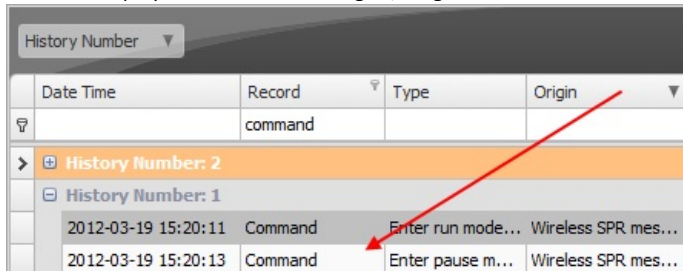 History Number
Date Time Record Type Origin
command
History Number: 2
History Number: 1
2012-03-19 15:20:11 Command Enter run mode... Wireless SPR mes...
2012-03-19 15:20:13 Command Enter pause m... Wireless SPR mes...